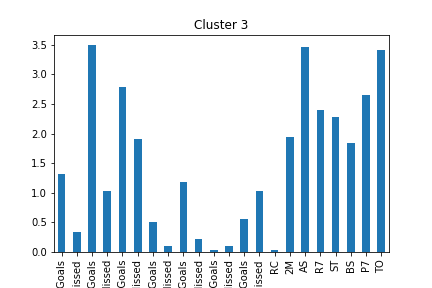 Cluster 3
3.5
3.0
2.5
2.0
1.5
1.0
0.5
0.0
Goals
issed
Goals
lissed
Goals
issed
Goals
issed
Goals
issed
Goals
issed
Goals
issed
RC
2M
AS
R7
ST
BS
P7
TO